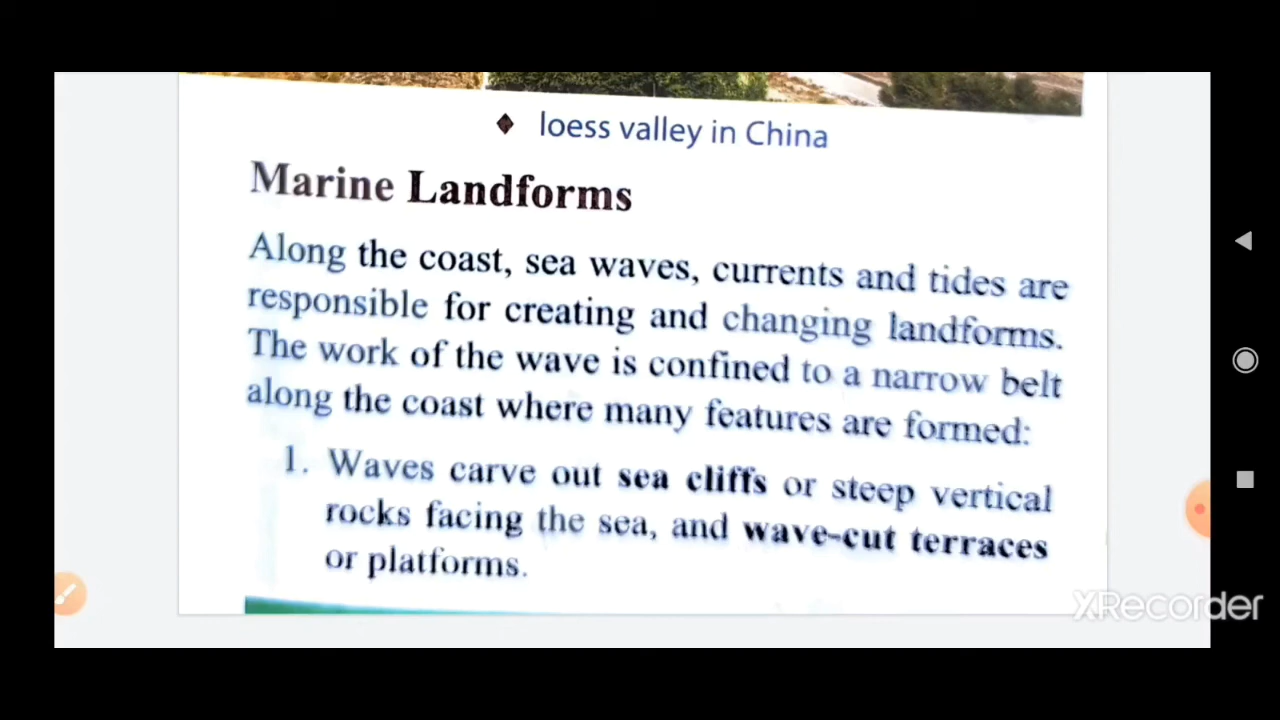 loess valley in China
Marine Landforms
Along the coast, sea waves, currents and tides are
responsible for creating and changing landforms.
The work of the wave is confined to a narrow belt
along the coast where many features are formed:
1. Waves carve out sea cliffs or steep vertical
rocks facing the sea, and wave-cut terraces
or platforms.
XRecorder